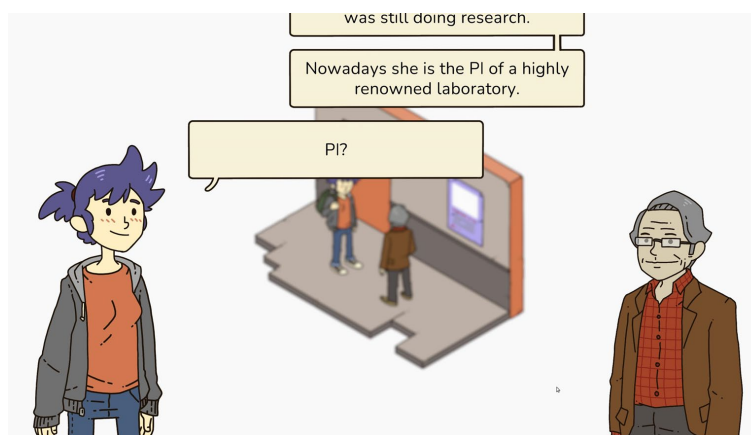 was still doing research.
Nowadays she is the PI of a highly
renowned laboratory.
PI?